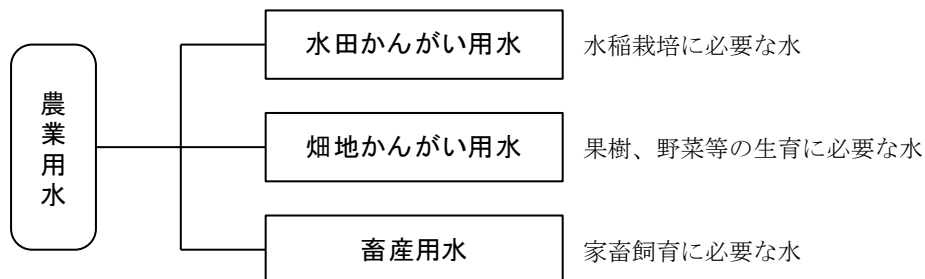 農業用水
水田かんがい用水
水稲栽培に必要な水
畑地かんがい用水
果樹、野菜等の生育に必要な水
畜産用水
家畜飼育に必要な水